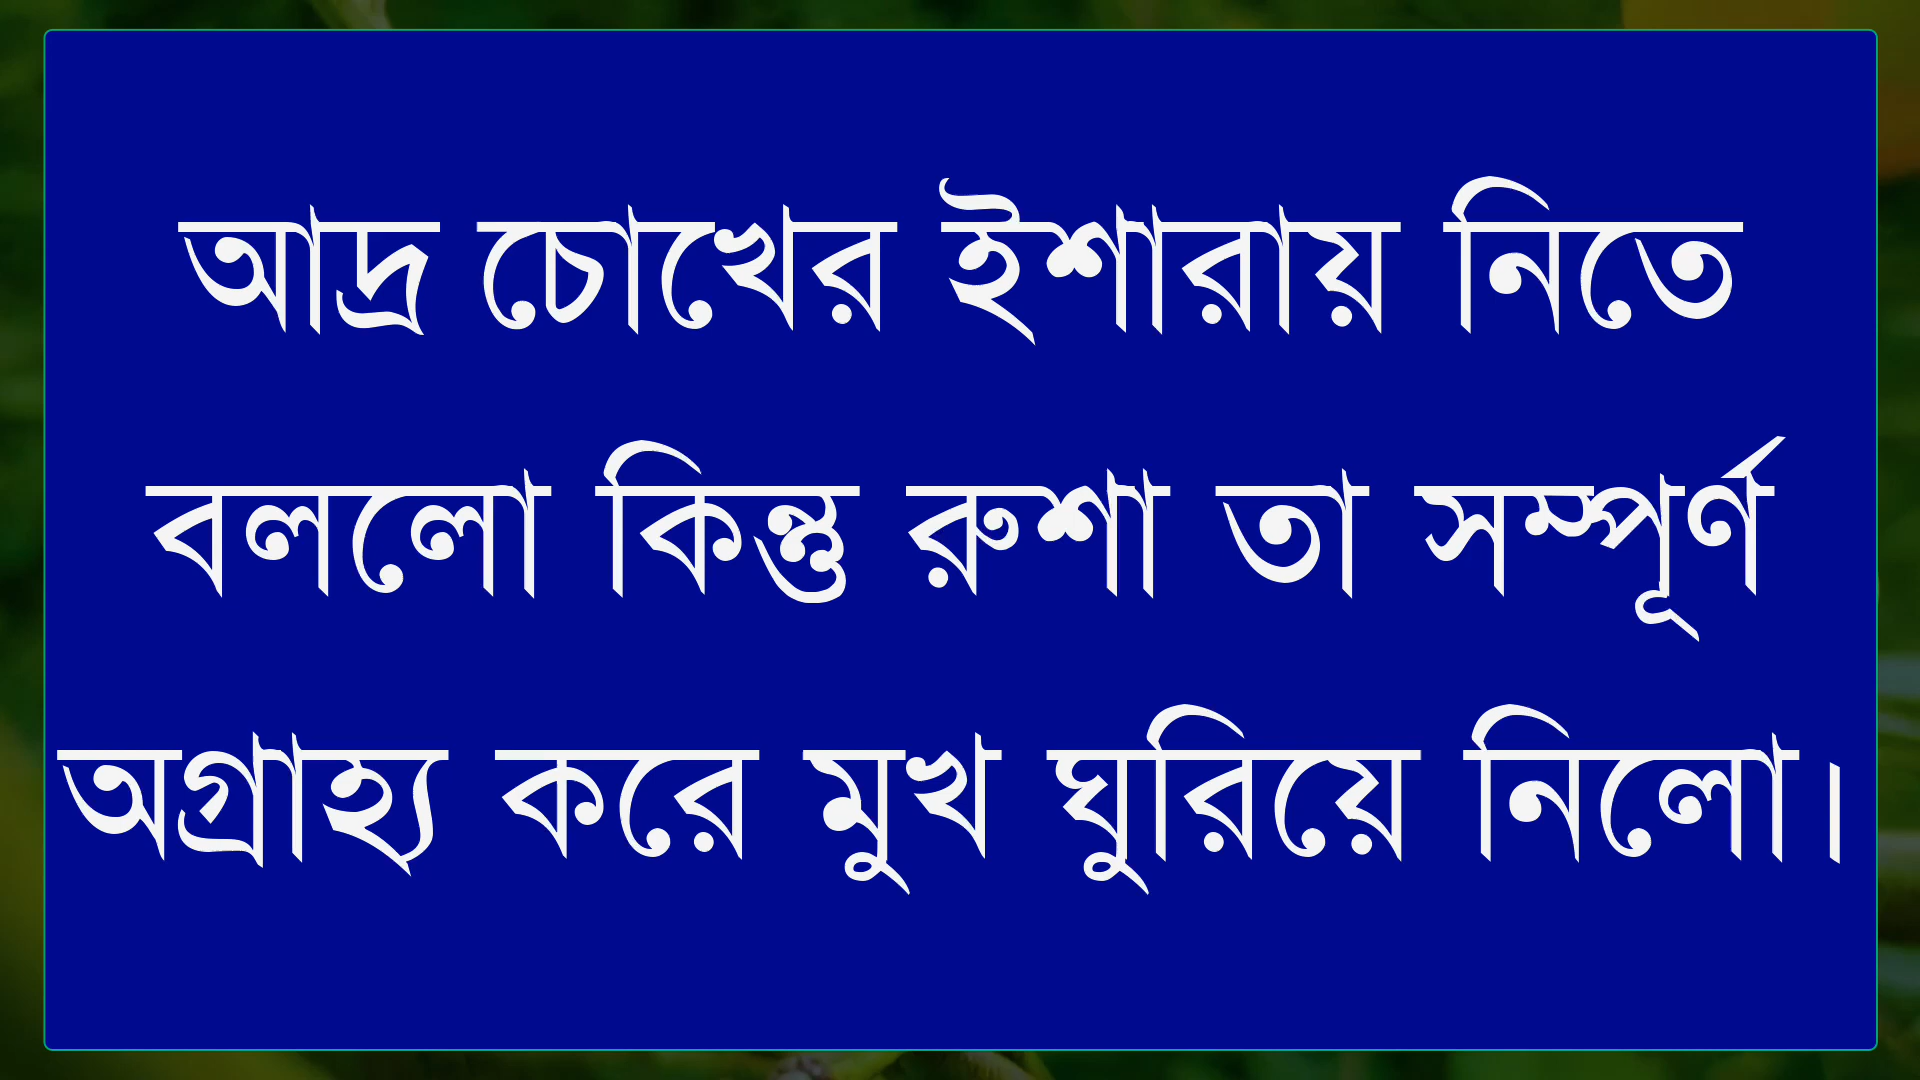 আদ্র চোখের ইশারায় নিতে
বললো কিন্তু রুশা তা সম্পূর্ণ
অগ্রাহ্য করে মুখ ঘুরিয়ে নিলো।